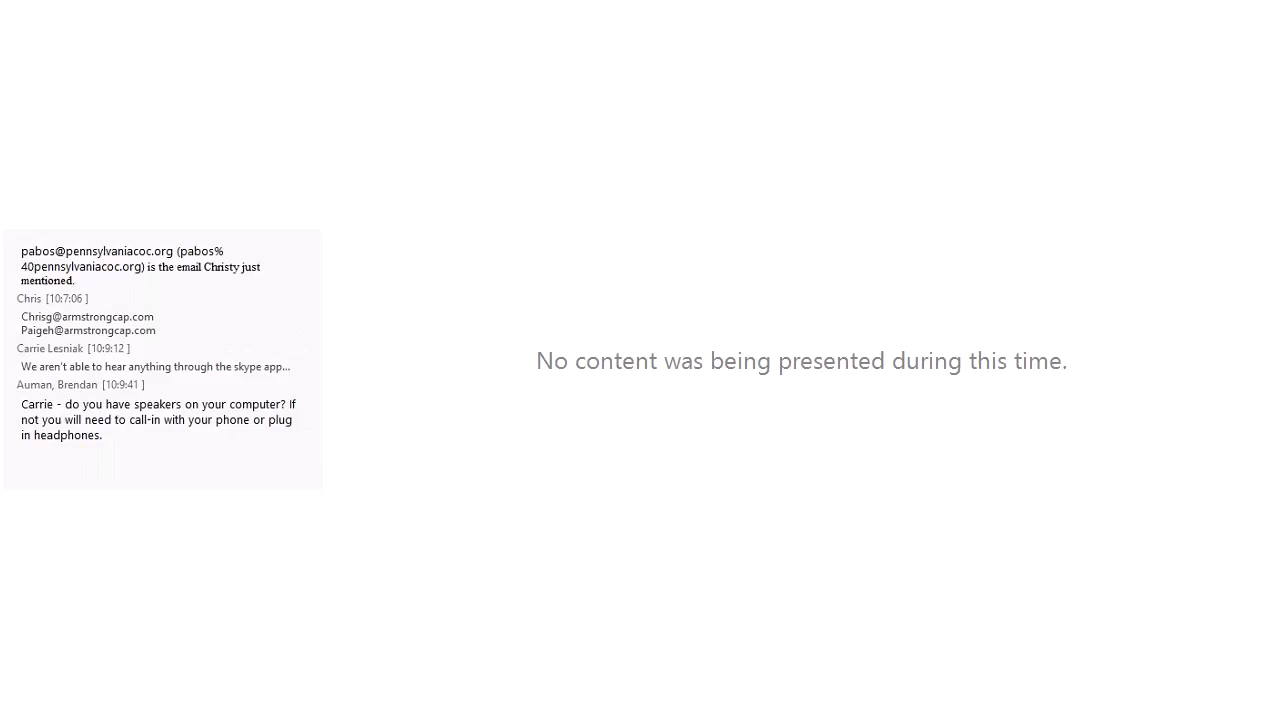 pabos@pennsylvaniacoc.org (pabos%
40pennsylvaniacoc.org) is the email Christy just
mentioned.
Chris [10:7:06 ]
Chrisg@armstrongcap.com
Paigeh@armstrongcap.com
Carrie Lesniak [10:9:12 ]
We aren't able to hear anything through the skype app...
Auman, Brendan [10:9:41 ]
Carrie - do you have speakers on your computer? If
not you will need to call-in with your phone or plug
in headphones.
No content was being presented during this time.